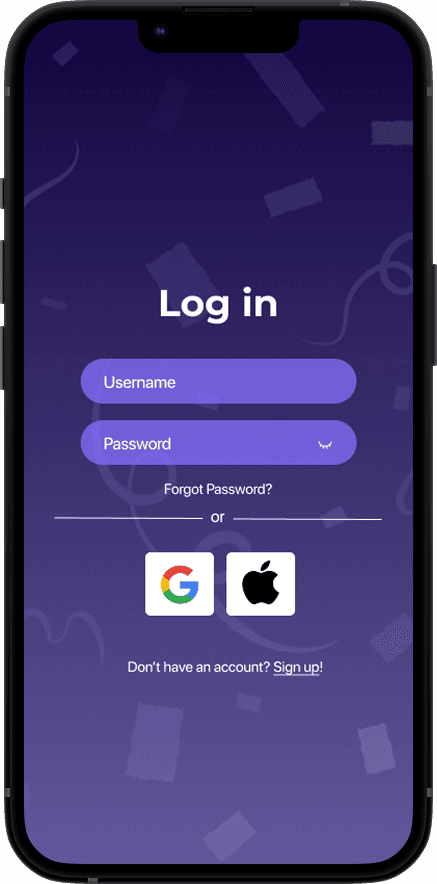 Log in
Username
Password
Forgot Password?
or
Don't have an account? Sign up!